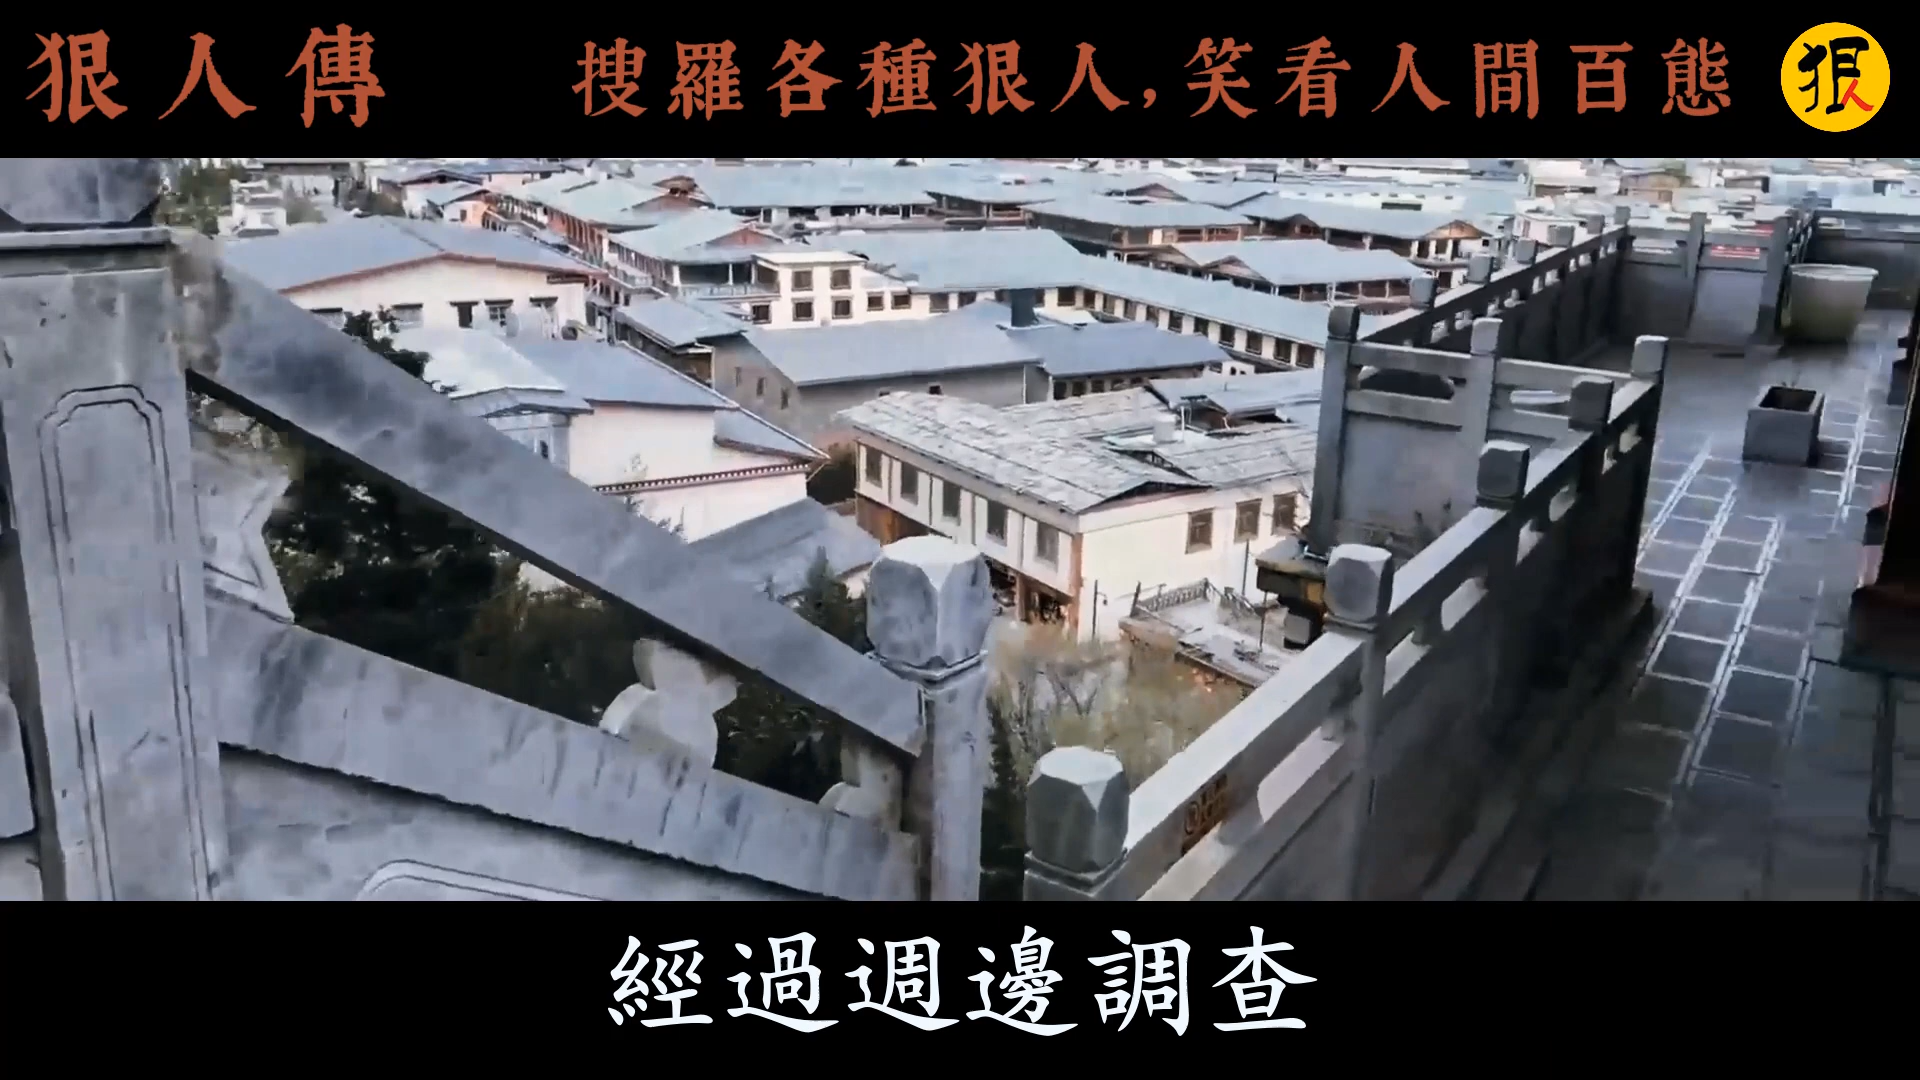 狠人傳
搜羅各種狠人,笑看人間百態
狠人
經過週邊調查